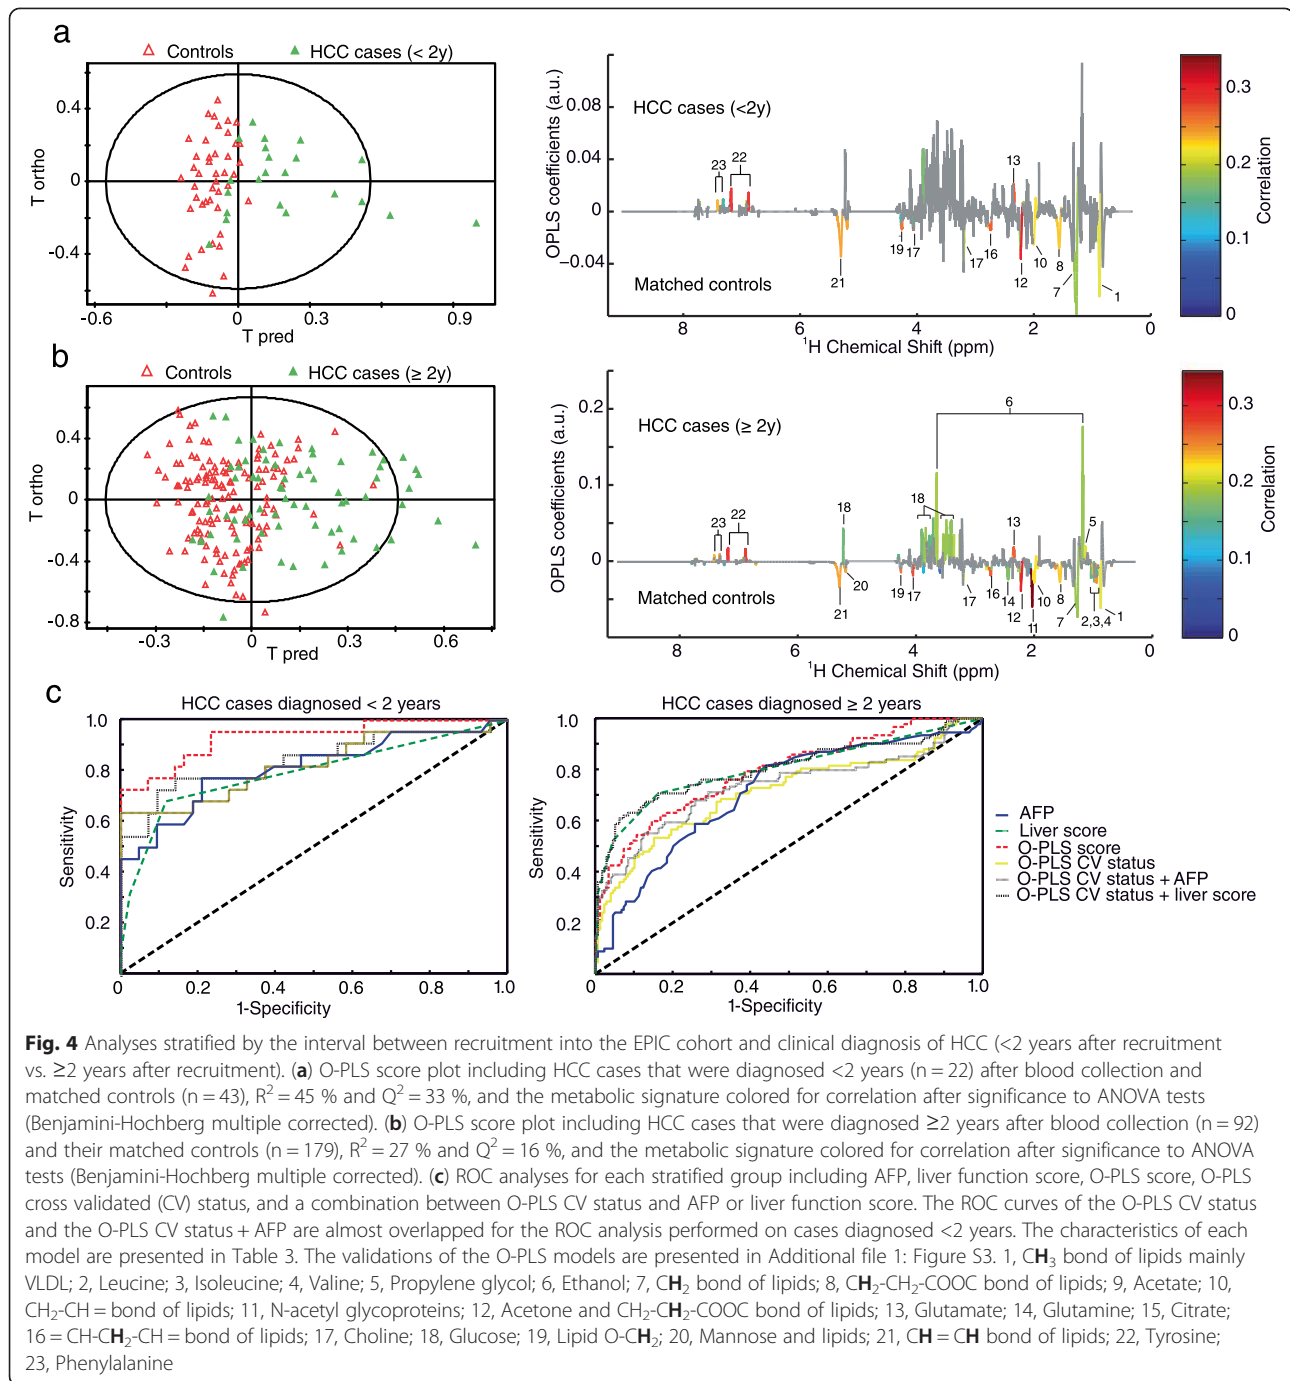 a
Controls
HCC cases (< 2y)
0.4
0
-0.4
T ortho
-0.6
0
0.3
0.6
1.0
T pred
HCC cases (<2y)
Matched controls
0.08
0.04
0
−0.04
OPLS coefficients (a.u.)
23
22
13
21
19
17
17
16
12
10
8
7
1
8
6
4
2
0
¹H Chemical Shift (ppm)
0.3
0.2
0.1
0
Correlation
b
Controls
HCC cases (≥ 2y)
0.4
0
-0.4
-0.8
T ortho
-0.3
0
0.3
0.6
T pred
HCC cases (≥ 2y)
Matched controls
0.2
0.1
0
OPLS coefficients (a.u.)
6
23
22
18
18
13
5
21
20
19
17
17
16
14
12
11
10
8
7
2,3,4
1
8
6
4
2
0
¹H Chemical Shift (ppm)
0.3
0.2
0.1
0
Correlation
c
HCC cases diagnosed < 2 years
1.0
0.8
0.6
0.4
0.2
Sensitivity
0
0.2
0.4
0.6
0.8
1.0
1-Specificity
HCC cases diagnosed ≥ 2 years
1.0
0.8
0.6
0.4
0.2
Sensitivity
0
0.2
0.4
0.6
0.8
1.0
1-Specificity
AFP
Liver score
O-PLS score
O-PLS CV status
O-PLS CV status + AFP
O-PLS CV status + liver score
Fig. 4 Analyses stratified by the interval between recruitment into the EPIC cohort and clinical diagnosis of HCC (<2 years after recruitment
vs. ≥2 years after recruitment). (a) O-PLS score plot including HCC cases that were diagnosed <2 years (n = 22) after blood collection and
matched controls (n = 43), R² = 45 % and Q² = 33 %, and the metabolic signature colored for correlation after significance to ANOVA tests
(Benjamini-Hochberg multiple corrected). (b) O-PLS score plot including HCC cases that were diagnosed ≥2 years after blood collection (n = 92)
and their matched controls (n = 179), R² = 27 % and Q² = 16 %, and the metabolic signature colored for correlation after significance to ANOVA
tests (Benjamini-Hochberg multiple corrected). (c) ROC analyses for each stratified group including AFP, liver function score, O-PLS score, O-PLS
cross validated (CV) status, and a combination between O-PLS CV status and AFP or liver function score. The ROC curves of the O-PLS CV status
and the O-PLS CV status + AFP are almost overlapped for the ROC analysis performed on cases diagnosed <2 years. The characteristics of each
model are presented in Table 3. The validations of the O-PLS models are presented in Additional file 1: Figure S3. 1, CH₃ bond of lipids mainly
VLDL; 2, Leucine; 3, Isoleucine; 4, Valine; 5, Propylene glycol; 6, Ethanol; 7, CH₂ bond of lipids; 8, CH₂-CH₂-COOC bond of lipids; 9, Acetate; 10,
CH₂-CH = bond of lipids; 11, N-acetyl glycoproteins; 12, Acetone and CH₂-CH₂-COOC bond of lipids; 13, Glutamate; 14, Glutamine; 15, Citrate;
16 = CH-CH₂-CH = bond of lipids; 17, Choline; 18, Glucose; 19, Lipid O-CH₂; 20, Mannose and lipids; 21, CH = CH bond of lipids; 22, Tyrosine;
23, Phenylalanine